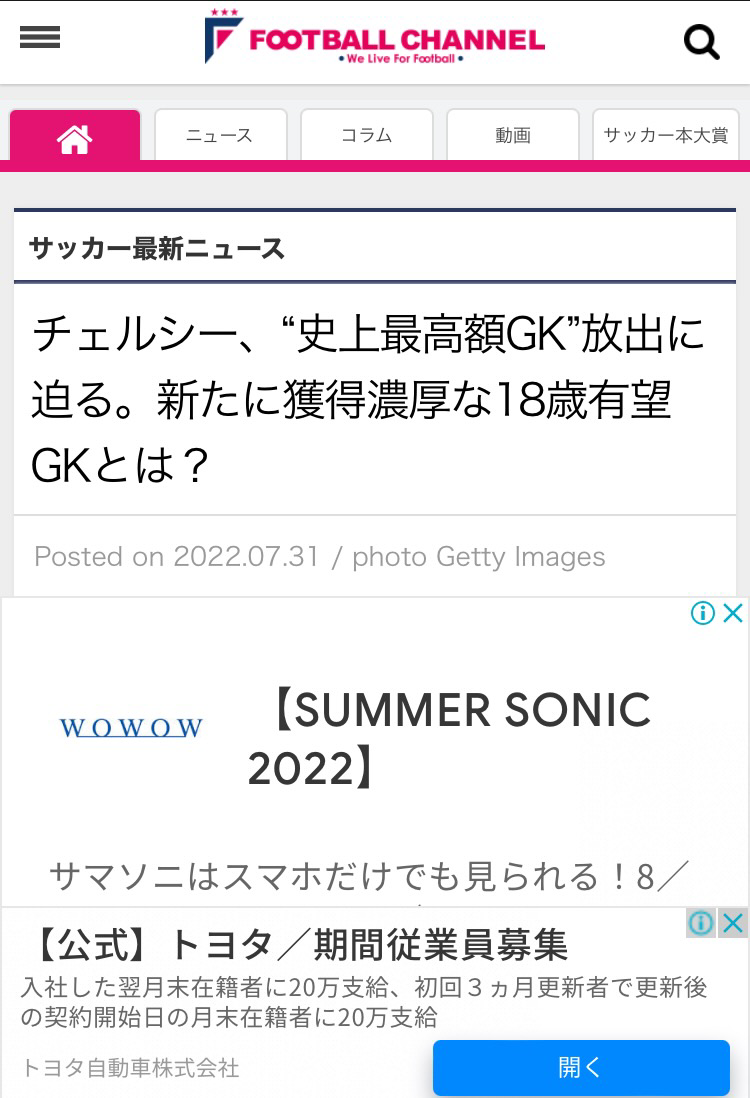 FOOTBALL CHANNEL
•We Live For Football•
ニュース
コラム
動画
サッカー本大賞
サッカー最新ニュース
チェルシー、“史上最高額GK”放出に
迫る。新たに獲得濃厚な18歳有望
GKとは？
Posted on 2022.07.31 / photo Getty Images
WOWOW
【SUMMER SONIC
2022】
サマソニはスマホだけでも見られる！8／
【公式】トヨタ／期間従業員募集
入社した翌月末在籍者に20万支給、初回３ヵ月更新者で更新後
の契約開始日の月末在籍者に20万支給
トヨタ自動車株式会社
開く